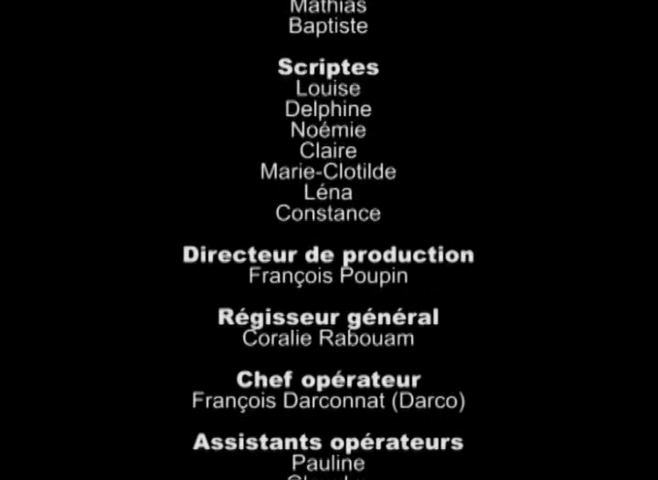 Mathias
Baptiste
Scriptes
Louise
Delphine
Noémie
Claire
Marie-Clotilde
Léna
Constance
Directeur de production
François Poupin
Régisseur général
Coralie Rabouam
Chef opérateur
François Darconnat (Darco)
Assistants opérateurs
Pauline